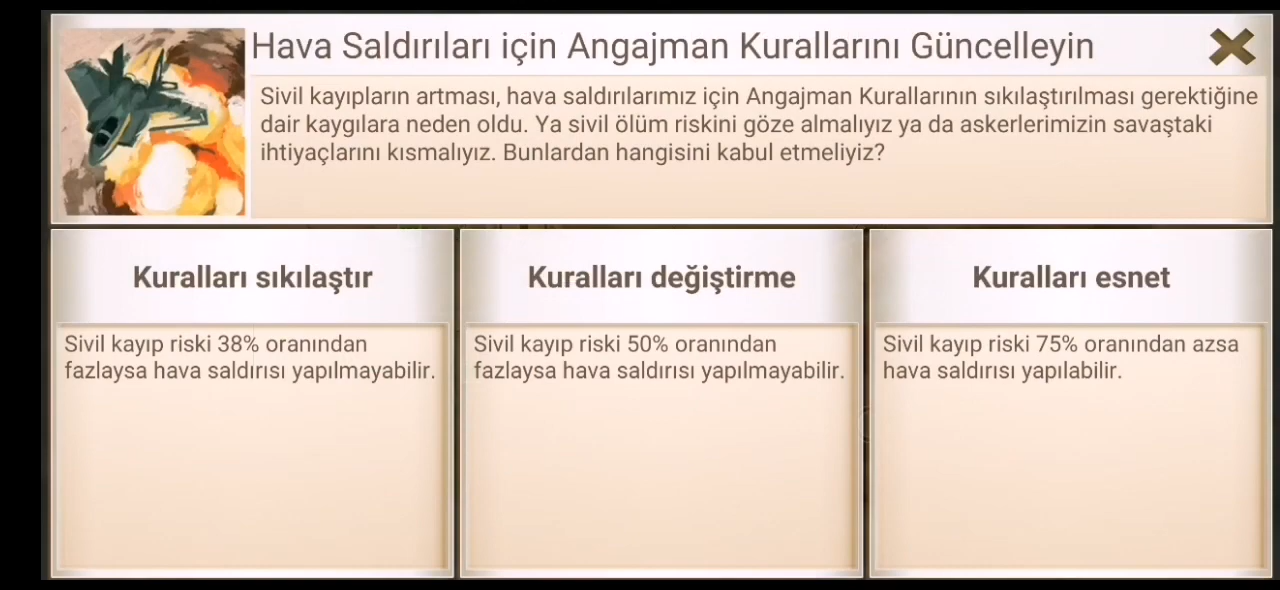 Hava Saldırıları için Angajman Kurallarını Güncelleyin
Sivil kayıpların artması, hava saldırılarımız için Angajman Kurallarının sıkılaştırılması gerektiğine
dair kaygılara neden oldu. Ya sivil ölüm riskini göze almalıyız ya da askerlerimizin savaştaki
ihtiyaçlarını kısmalıyız. Bunlardan hangisini kabul etmeliyiz?
Kuralları sıkılaştır
Sivil kayıp riski 38% oranından
fazlaysa hava saldırısı yapılmayabilir.
Kuralları değiştirme
Sivil kayıp riski 50% oranından
fazlaysa hava saldırısı yapılmayabilir.
Kuralları esnet
Sivil kayıp riski 75% oranından azsa
hava saldırısı yapılabilir.